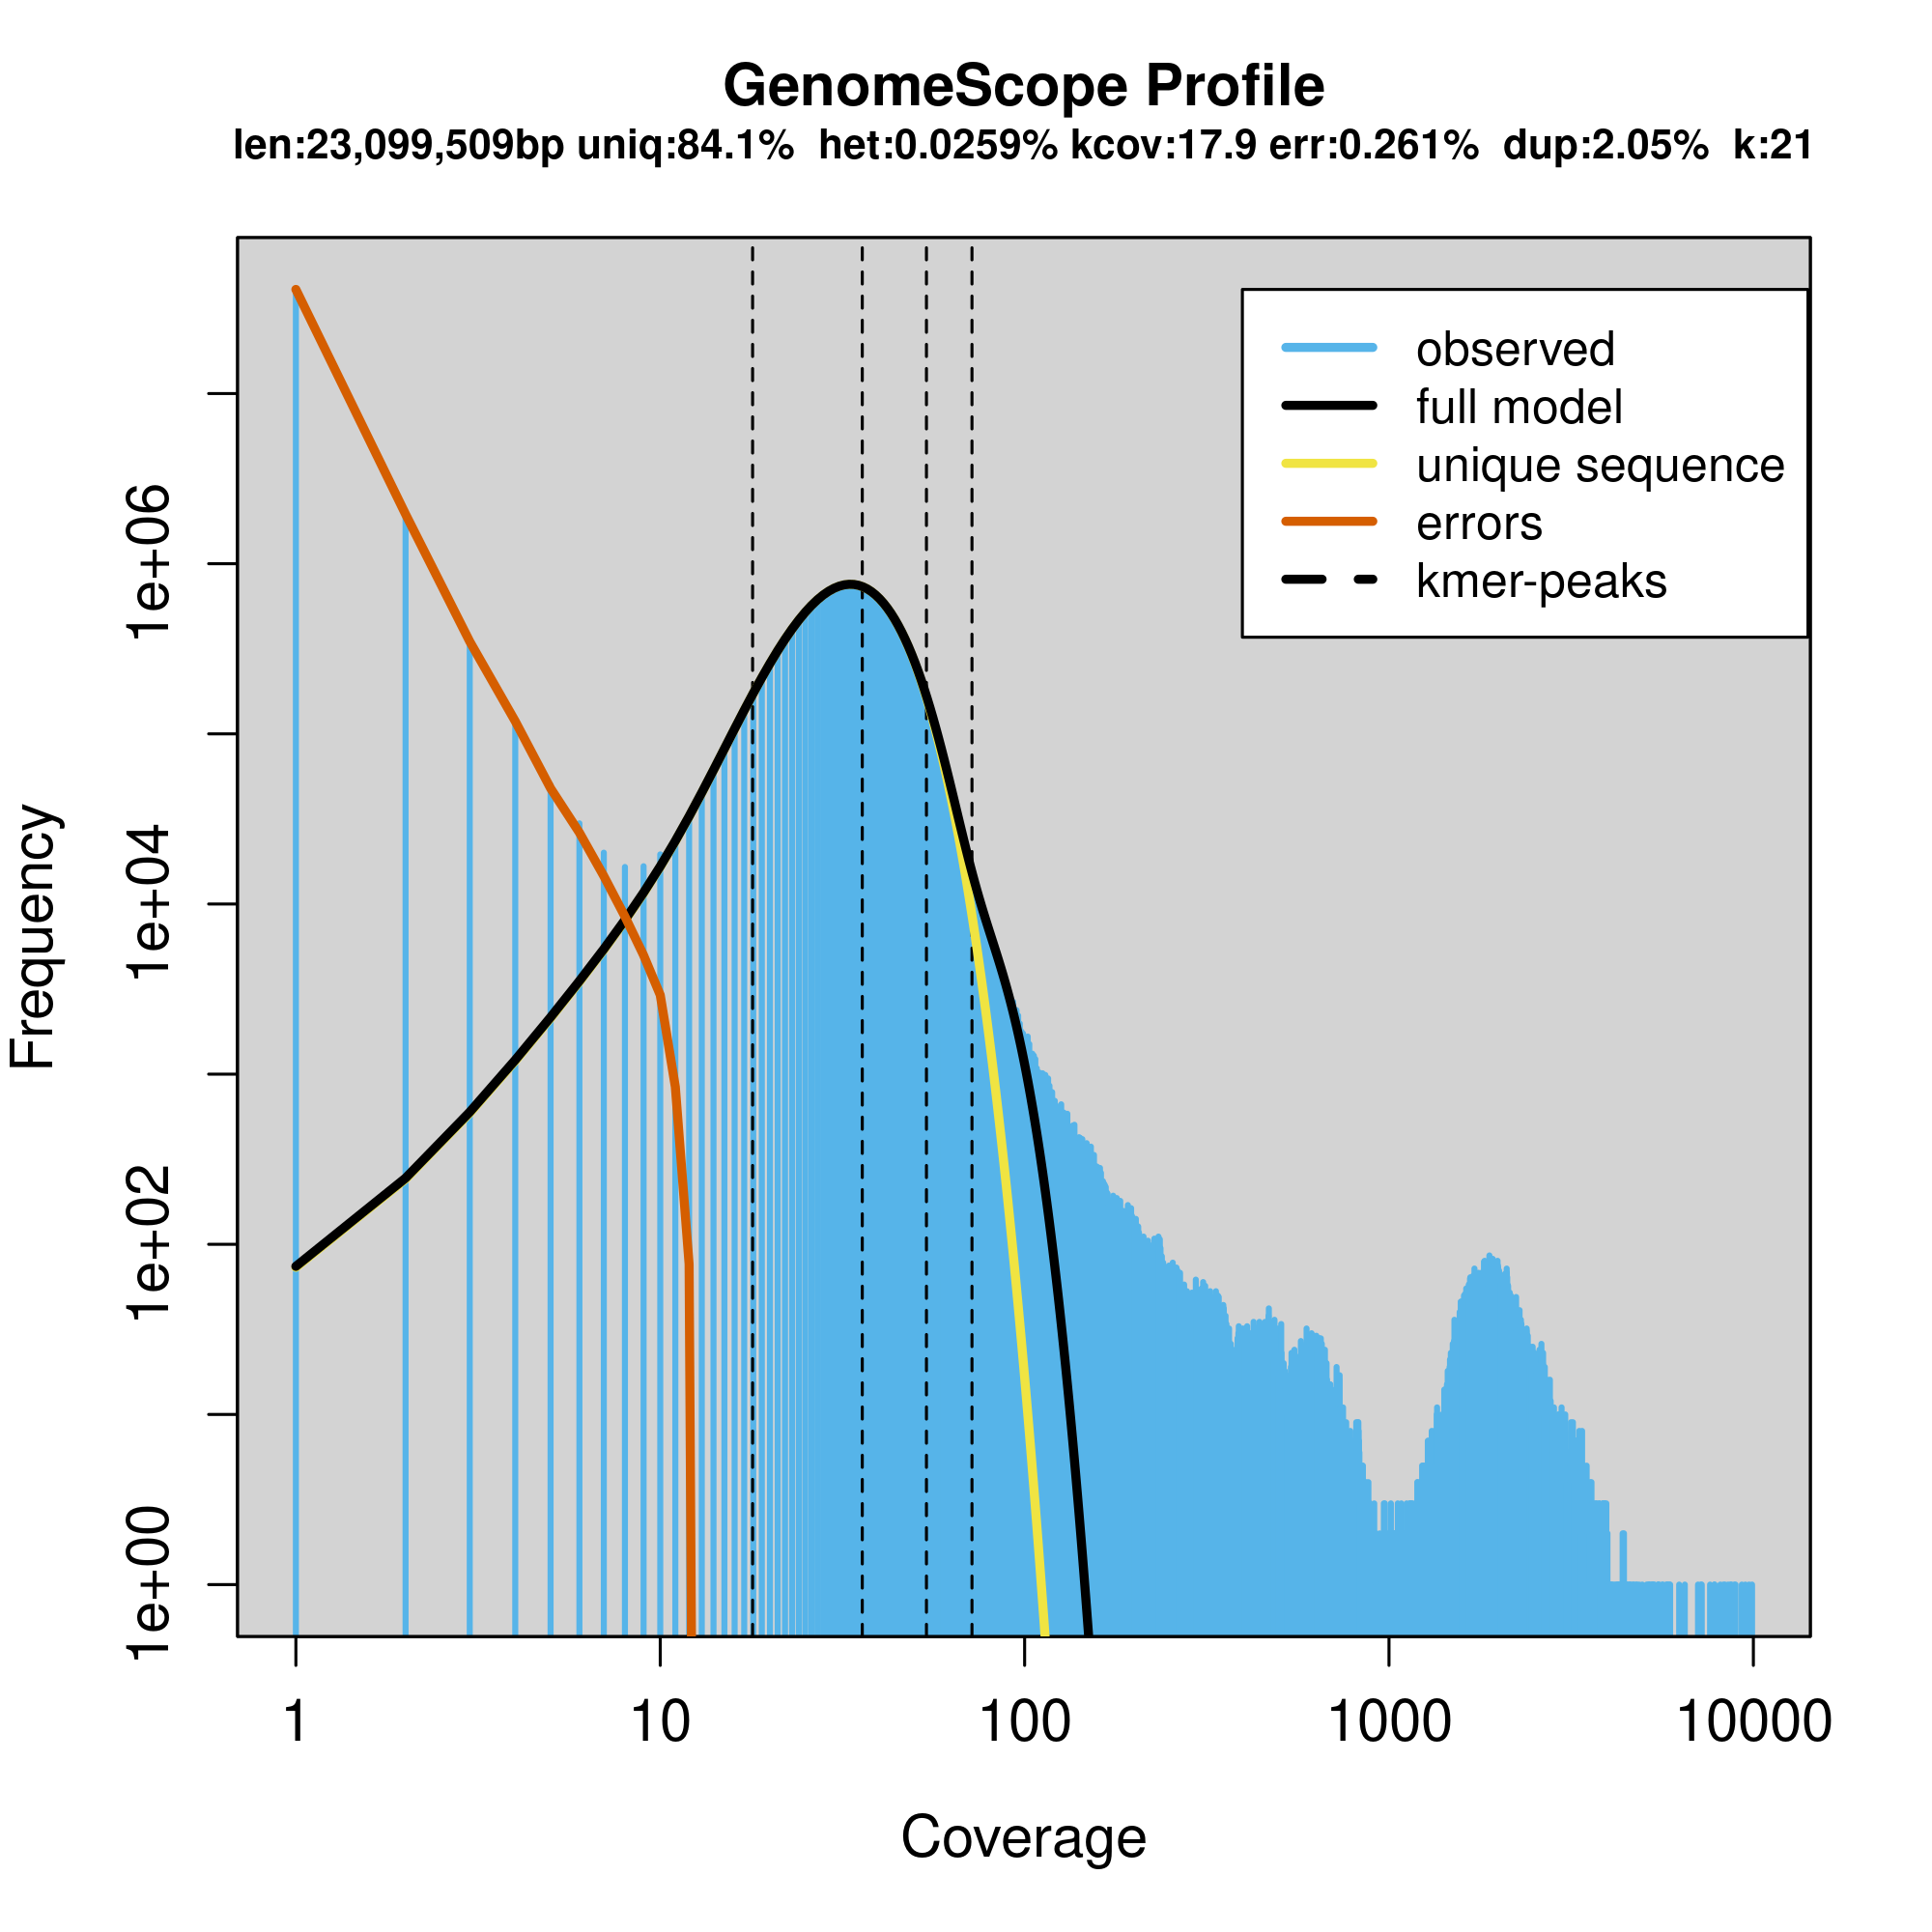 GenomeScope Profile
len:23,099,509bp uniq:84.1% het:0.0259% kcov:17.9 err:0.261% dup:2.05% k:21
observed
full model
unique sequence
errors
kmer-peaks
Frequency
1e+06
1e+04
1e+02
1e+00
1
10
100
1000
10000
Coverage